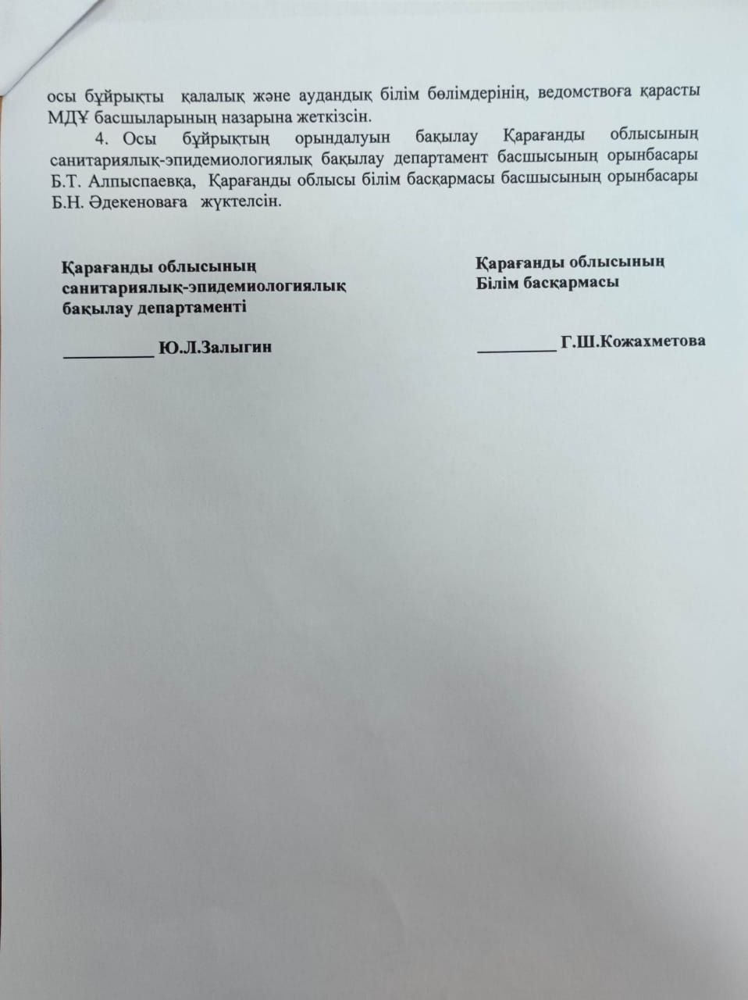 осы бұйрықты қалалық және аудандық білім бөлімдерінің, ведомствоға қарасты
МДҰ басшыларының назарына жеткізсін.
4. Осы бұйрықтың орындалуын бақылау Қарағанды облысының
санитариялық-эпидемиологиялық бақылау департамент басшысының орынбасары
Б.Т. Алпыспаевқа, Қарағанды облысы білім басқармасы басшысының орынбасары
Б.Н. Әдекеноваға жүктелсін.
Қарағанды облысының
санитариялық-эпидемиологиялық
бақылау департаменті
__________ Ю.Л.Залыгин
Қарағанды облысының
Білім басқармасы
_________ Г.Ш.Кожахметова